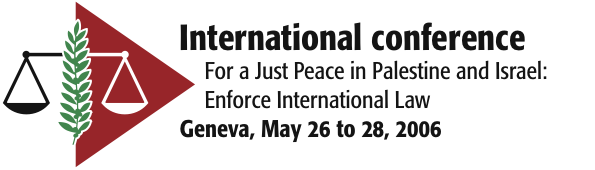 International conference
For a Just Peace in Palestine and Israel:
Enforce International Law
Geneva, May 26 to 28, 2006